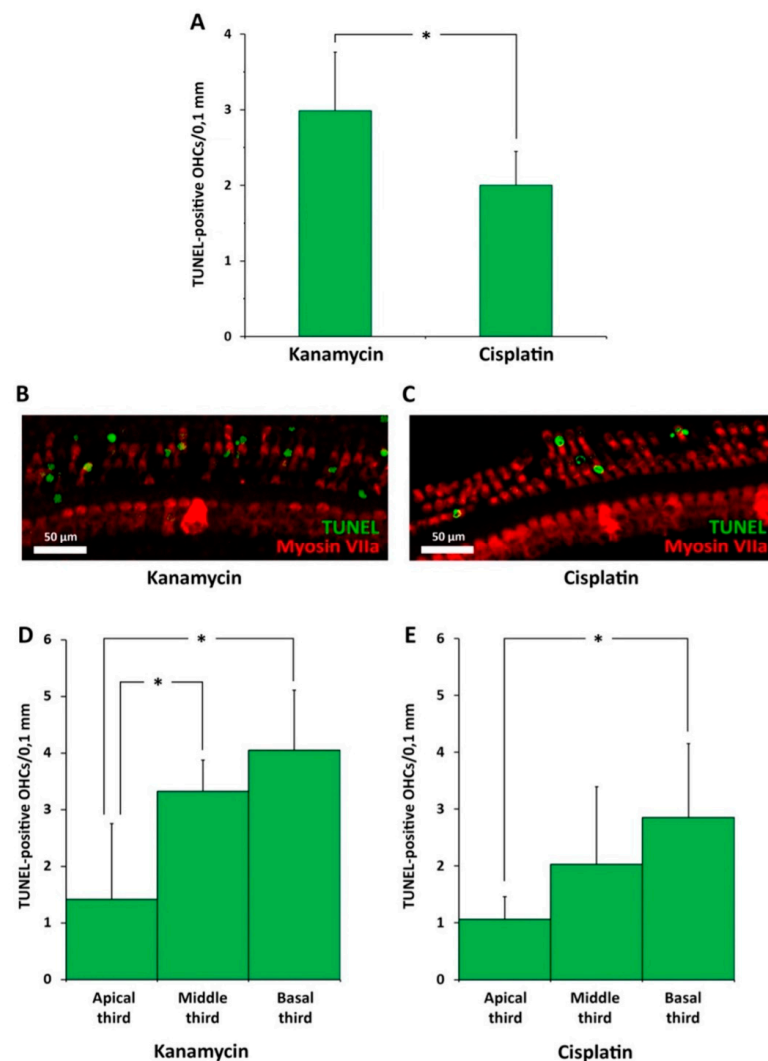 A
TUNEL-positive OHCs/0,1 mm
4
3
2
1
0
*
Kanamycin
Cisplatin
B
50 µm
TUNEL
Myosin VIIa
Kanamycin
C
50 µm
TUNEL
Myosin VIIa
Cisplatin
D
TUNEL-positive OHCs/0,1 mm
6
5
4
3
2
1
0
*
*
Apical third
Middle third
Basal third
Kanamycin
E
TUNEL-positive OHCs/0,1 mm
6
5
4
3
2
1
0
*
Apical third
Middle third
Basal third
Cisplatin